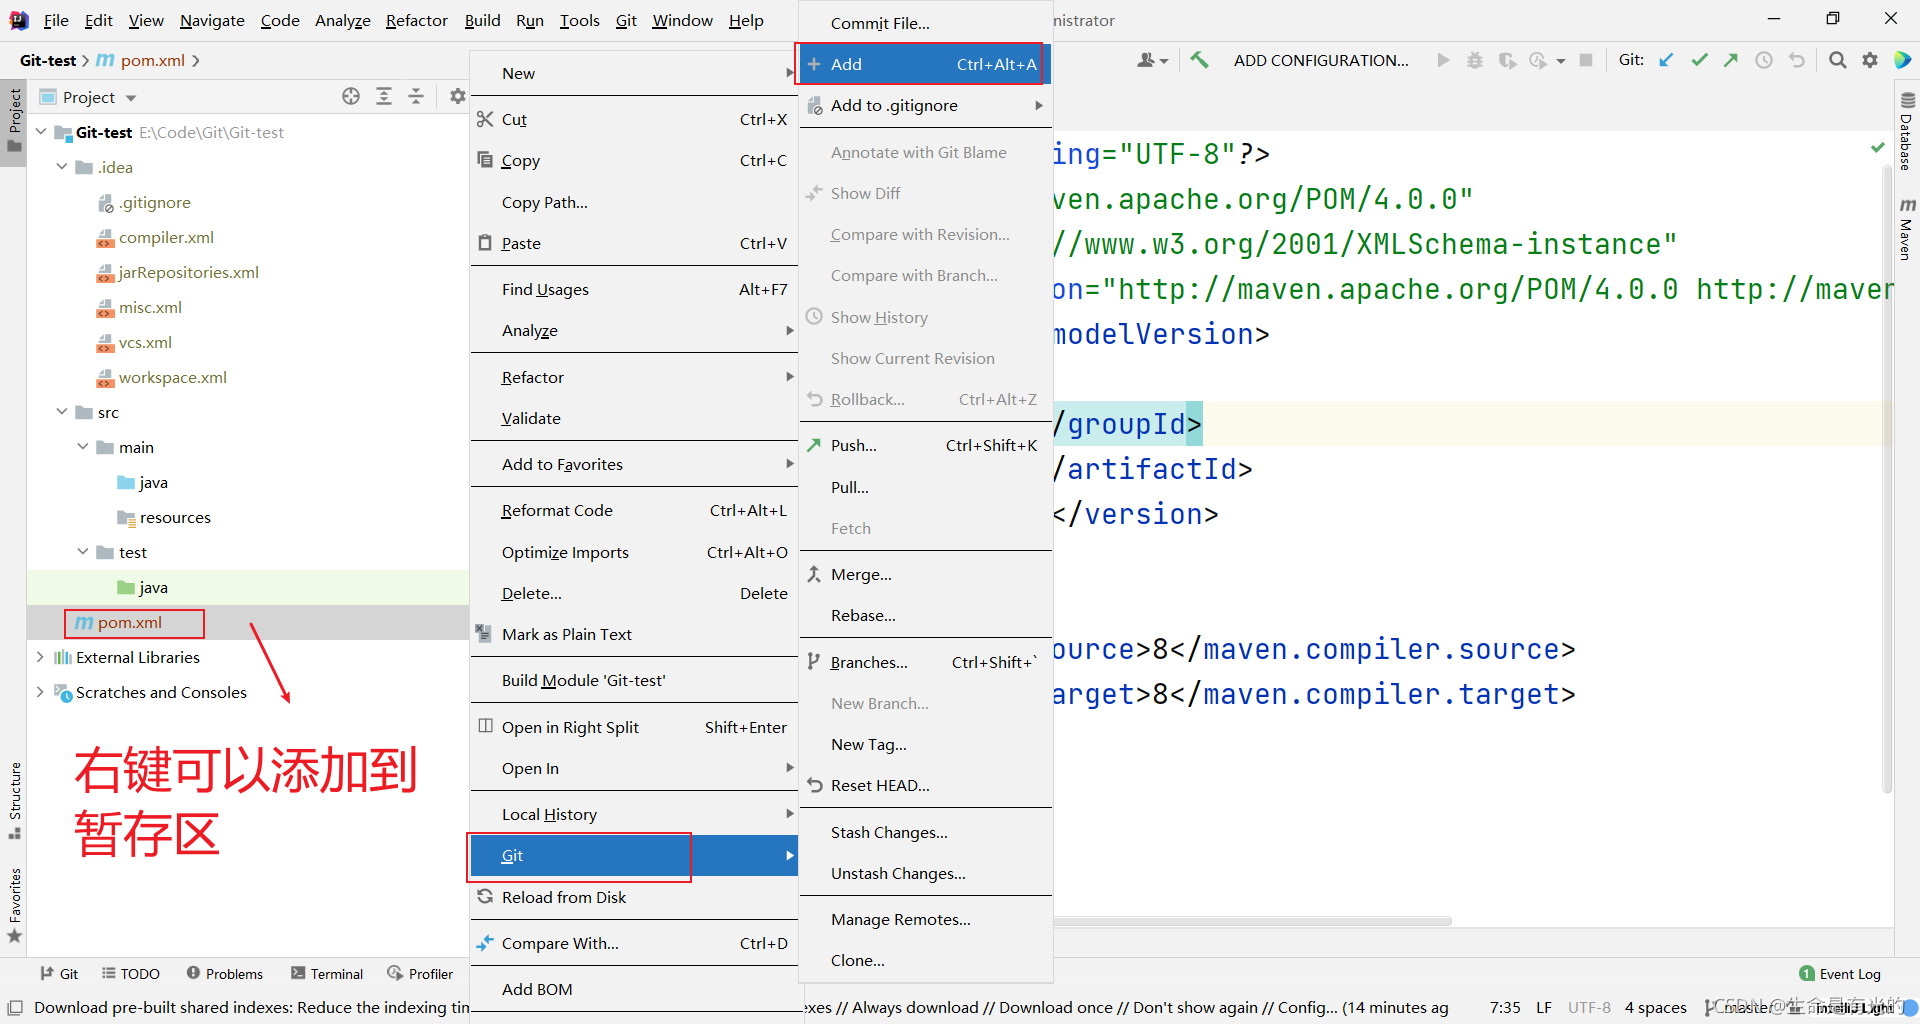 File Edit View Navigate Code Analyze Refactor Build Run Tools Git Window Help
nistrator
Git-test pom.xml
ADD CONFIGURATION...
Git:
Project
Project
Git-test E:\Code\Git\Git-test
.idea
.gitignore
compiler.xml
jarRepositories.xml
misc.xml
vcs.xml
workspace.xml
src
main
java
resources
test
java
pom.xml
External Libraries
Scratches and Consoles
右键可以添加到
暂存区
Structure
Favorites
New
Cut Ctrl+X
Copy Ctrl+C
Copy Path...
Paste Ctrl+V
Find Usages Alt+F7
Analyze
Refactor
Validate
Add to Favorites
Reformat Code Ctrl+Alt+L
Optimize Imports Ctrl+Alt+O
Delete... Delete
Mark as Plain Text
Build Module 'Git-test'
Open in Right Split Shift+Enter
Open In
Local History
Git
Reload from Disk
Compare With... Ctrl+D
Add BOM
Commit File...
Add Ctrl+Alt+A
Add to .gitignore
Annotate with Git Blame
Show Diff
Compare with Revision...
Compare with Branch...
Show History
Show Current Revision
Rollback... Ctrl+Alt+Z
Push... Ctrl+Shift+K
Pull...
Fetch
Merge...
Rebase...
Branches... Ctrl+Shift+`
New Branch...
New Tag...
Reset HEAD...
Stash Changes...
Unstash Changes...
Manage Remotes...
Clone...
ing="UTF-8"?>
ven.apache.org/POM/4.0.0"
//www.w3.org/2001/XMLSchema-instance"
on="http://maven.apache.org/POM/4.0.0 http://maven
modelVersion>
/groupId>
/artifactId>
</version>
ource>8</maven.compiler.source>
arget>8</maven.compiler.target>
Database
Maven
Git TODO Problems Terminal Profiler
1 Event Log
Download pre-built shared indexes: Reduce the indexing tin
exes // Always download // Download once // Don't show again // Config... (14 minutes ag
7:35 LF UTF-8 4 spaces master IntelliJ Light
CSDN @生命是有光的